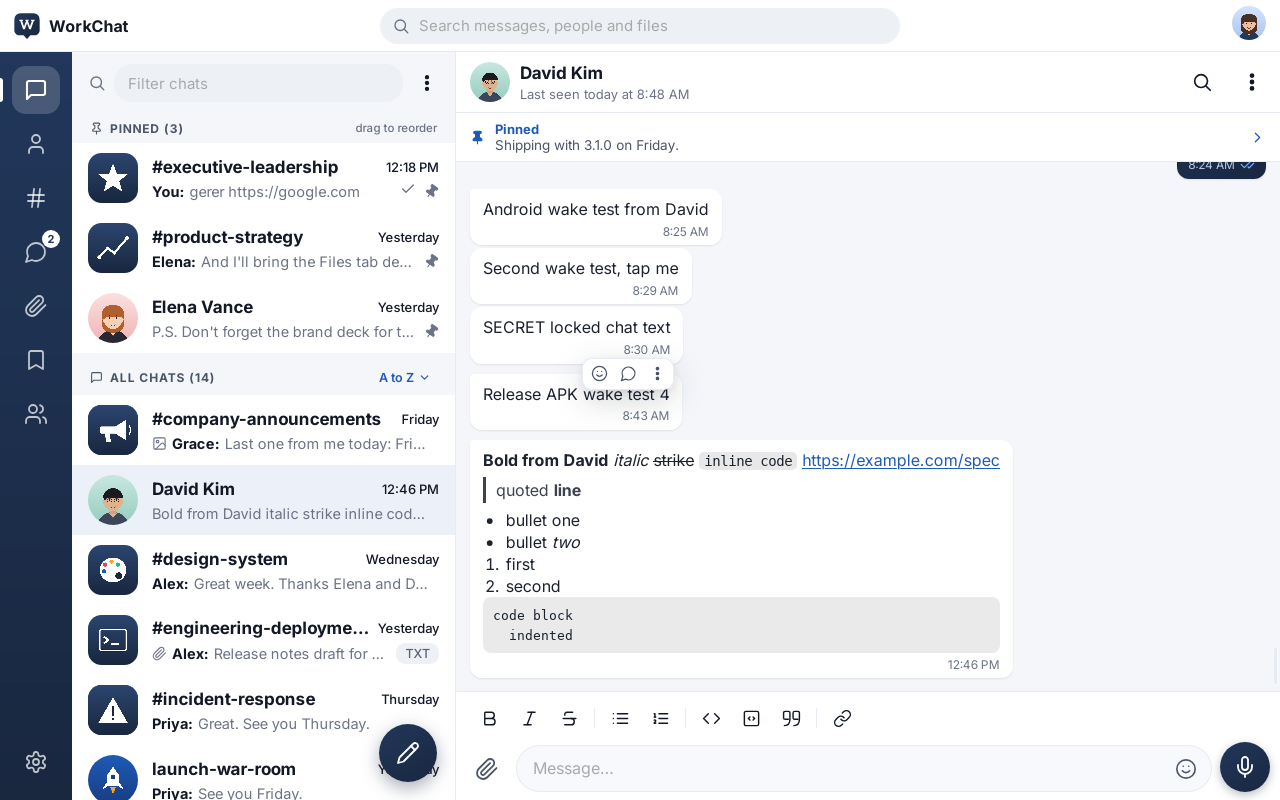 WorkChat
Search messages, people and files
Filter chats
PINNED (3)
drag to reorder
#executive-leadership
12:18 PM
You: gerer https://google.com
#product-strategy
Yesterday
Elena: And I'll bring the Files tab de...
Elena Vance
Yesterday
P.S. Don't forget the brand deck for t...
2
ALL CHATS (14)
A to Z
#company-announcements
Friday
Grace: Last one from me today: Fri...
David Kim
12:46 PM
Bold from David italic strike inline cod...
#design-system
Wednesday
Alex: Great week. Thanks Elena and D...
#engineering-deployme...
Yesterday
Alex: Release notes draft for ...
TXT
#incident-response
Thursday
Priya: Great. See you Thursday.
launch-war-room
Priya: See you Friday.
David Kim
Last seen today at 8:48 AM
Pinned
Shipping with 3.1.0 on Friday.
8:24 AM
Android wake test from David
8:25 AM
Second wake test, tap me
8:29 AM
SECRET locked chat text
8:30 AM
Release APK wake test 4
8:43 AM
Bold from David italic strike inline code https://example.com/spec
quoted line
• bullet one
• bullet two
1. first
2. second
code block
  indented
12:46 PM
Message...